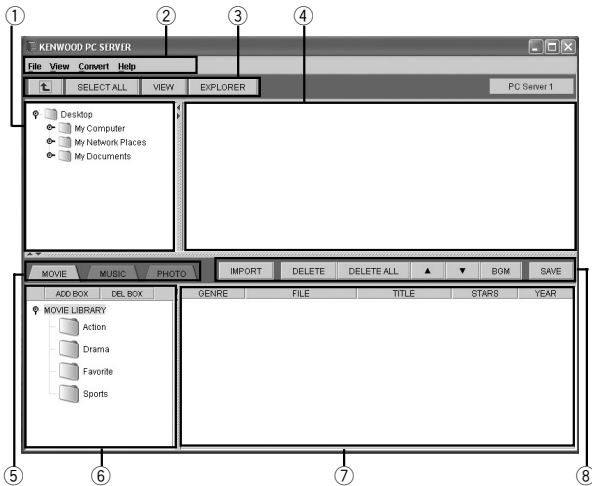 ① ② ③ ④
KENWOOD PC SERVER
File View Convert Help
SELECT ALL VIEW EXPLORER PC Server 1
Desktop
My Computer
My Network Places
My Documents
MOVIE MUSIC PHOTO IMPORT DELETE DELETE ALL ▲ ▼ BGM SAVE
ADD BOX DEL BOX GENRE FILE TITLE STARS YEAR
MOVIE LIBRARY
Action
Drama
Favorite
Sports
⑤ ⑥ ⑦ ⑧